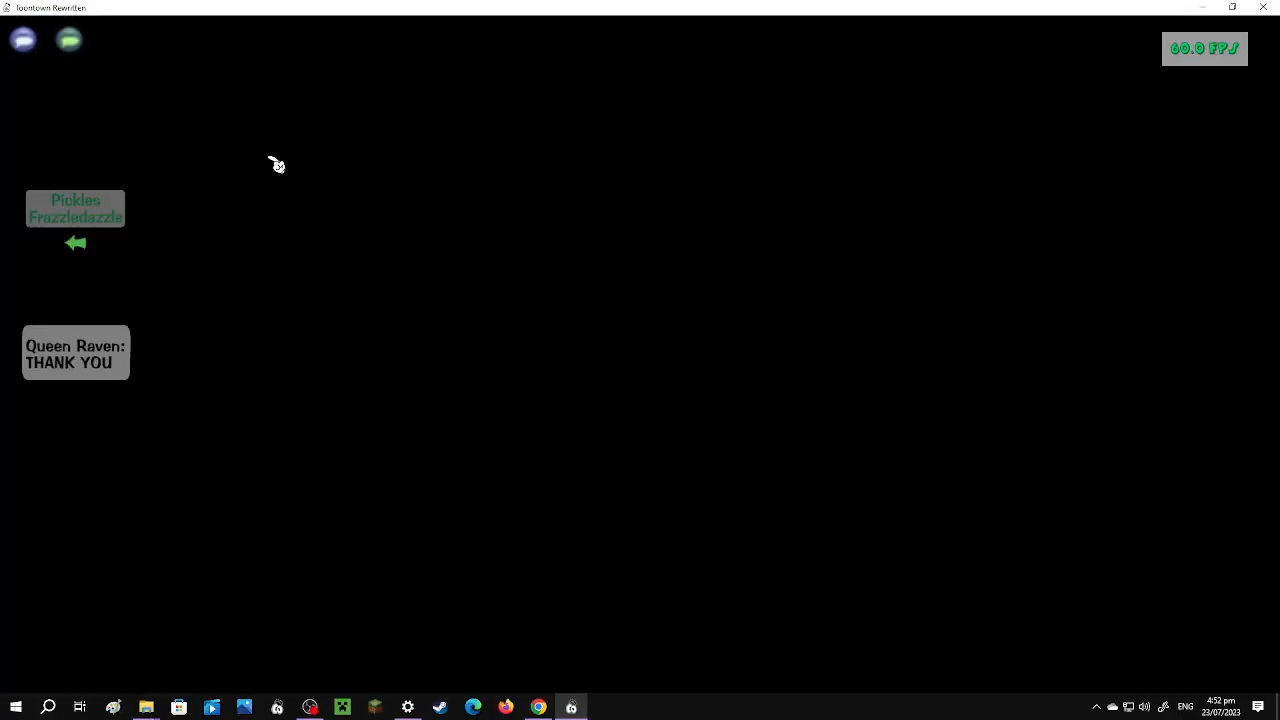 Toontown Rewritten
60.0 FPS
Pickles
Frazzledazzle
Queen Raven:
THANK YOU
ENG
4:52 pm
23/07/2023